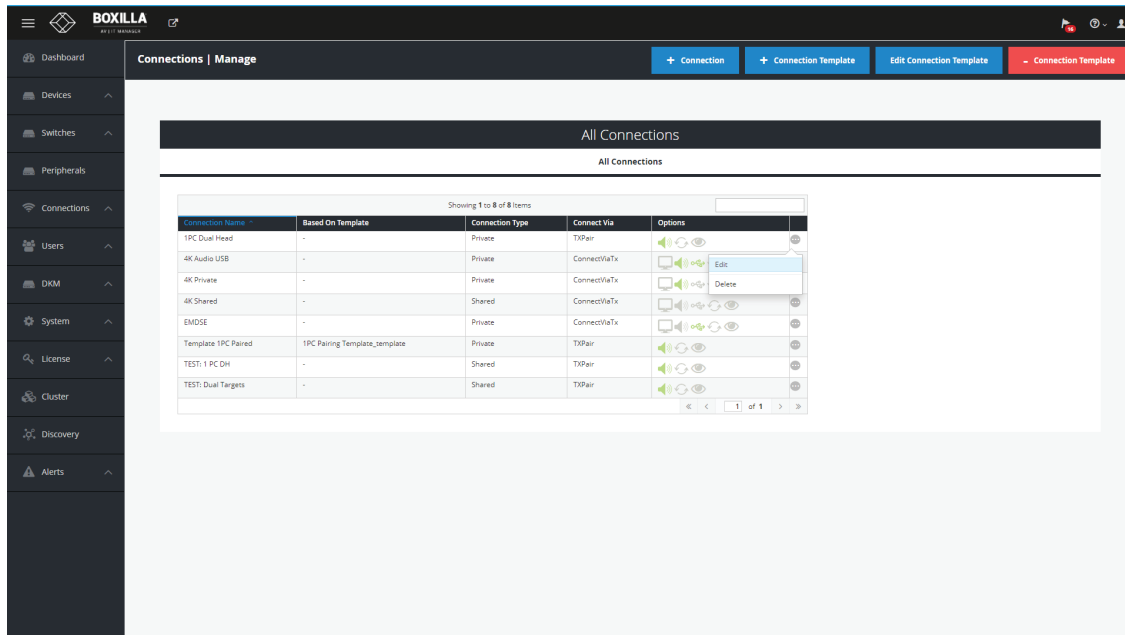 BOXILLA
AV | IT MANAGER
16
Dashboard
Devices
Switches
Peripherals
Connections
Users
DKM
System
License
Cluster
Discovery
Alerts
Connections | Manage
+ Connection
+ Connection Template
Edit Connection Template
- Connection Template
All Connections
All Connections
Showing 1 to 8 of 8 Items
Connection Name Based On Template Connection Type Connect Via Options
1PC Dual Head - Private TXPair
4K Audio USB - Private ConnectViaTx
4K Private - Private ConnectViaTx
4K Shared - Shared ConnectViaTx
EMDSE - Private ConnectViaTx
Template 1PC Paired 1PC Pairing Template_template Private TXPair
TEST: 1 PC DH - Shared TXPair
TEST: Dual Targets - Shared TXPair
Edit
Delete
« < 1 of 1 > »